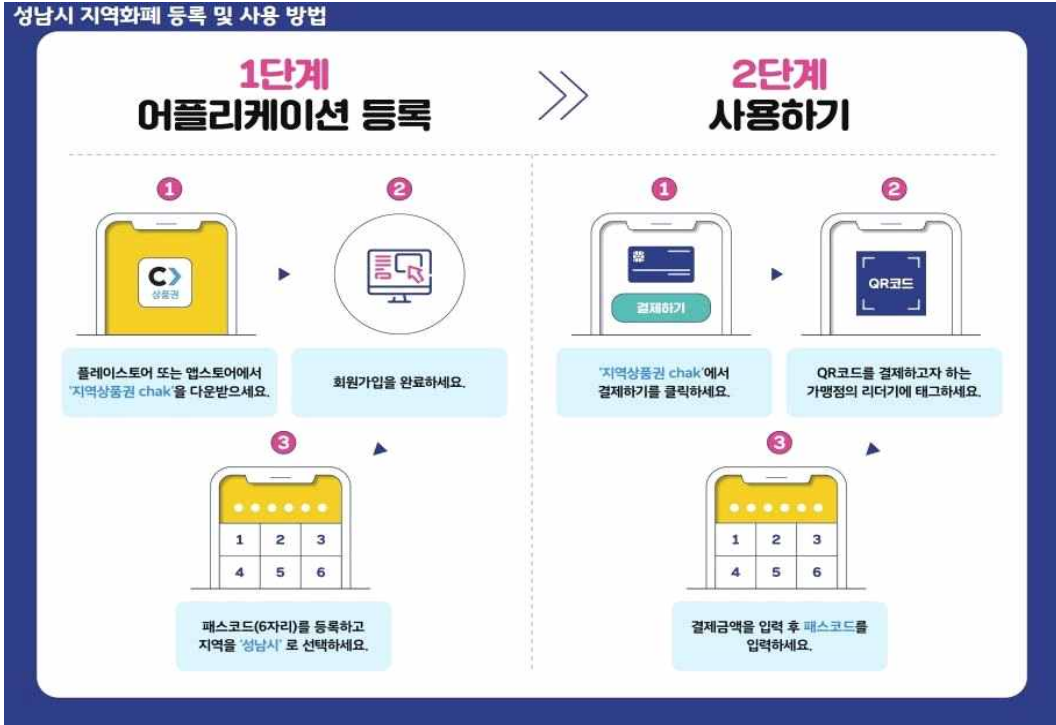 성남시 지역화폐 등록 및 사용 방법
1단계
어플리케이션 등록
1
C
상품권
플레이스토어 또는 앱스토어에서
'지역상품권 chak'을 다운받으세요.
2
회원가입을 완료하세요.
3
1 2 3
4 5 6
패스코드(6자리)를 등록하고
지역을 '성남시' 로 선택하세요.
2단계
사용하기
1
결제하기
'지역상품권 chak'에서
결제하기를 클릭하세요.
2
QR코드
QR코드를 결제하고자 하는
가맹점의 리더기에 태그하세요.
3
1 2 3
4 5 6
결제금액을 입력 후 패스코드를
입력하세요.